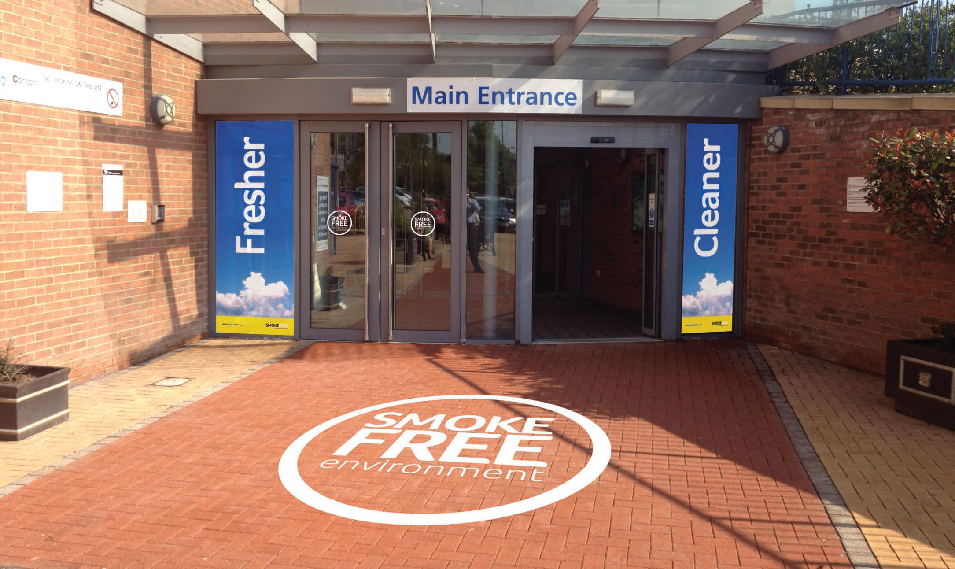 Main Entrance
Fresher
Cleaner
SMOKE
FREE
SMOKE
FREE
SMOKE
FREE
environment